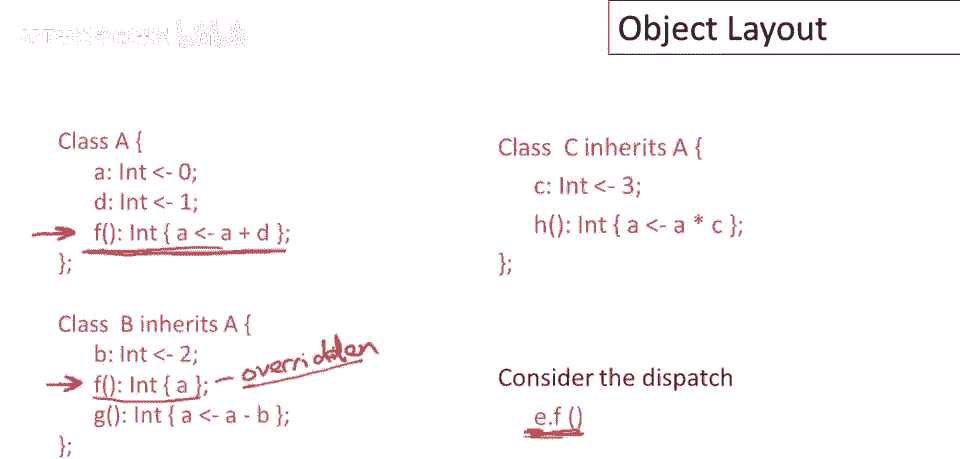 Object Layout
Class A {
a: Int <- 0;
d: Int <- 1;
f(): Int { a <- a + d };
};
Class B inherits A {
b: Int <- 2;
f(): Int { a }; - overridden
g(): Int { a <- a - b };
};
Class C inherits A {
c: Int <- 3;
h(): Int { a <- a * c };
};
Consider the dispatch
e.f ()